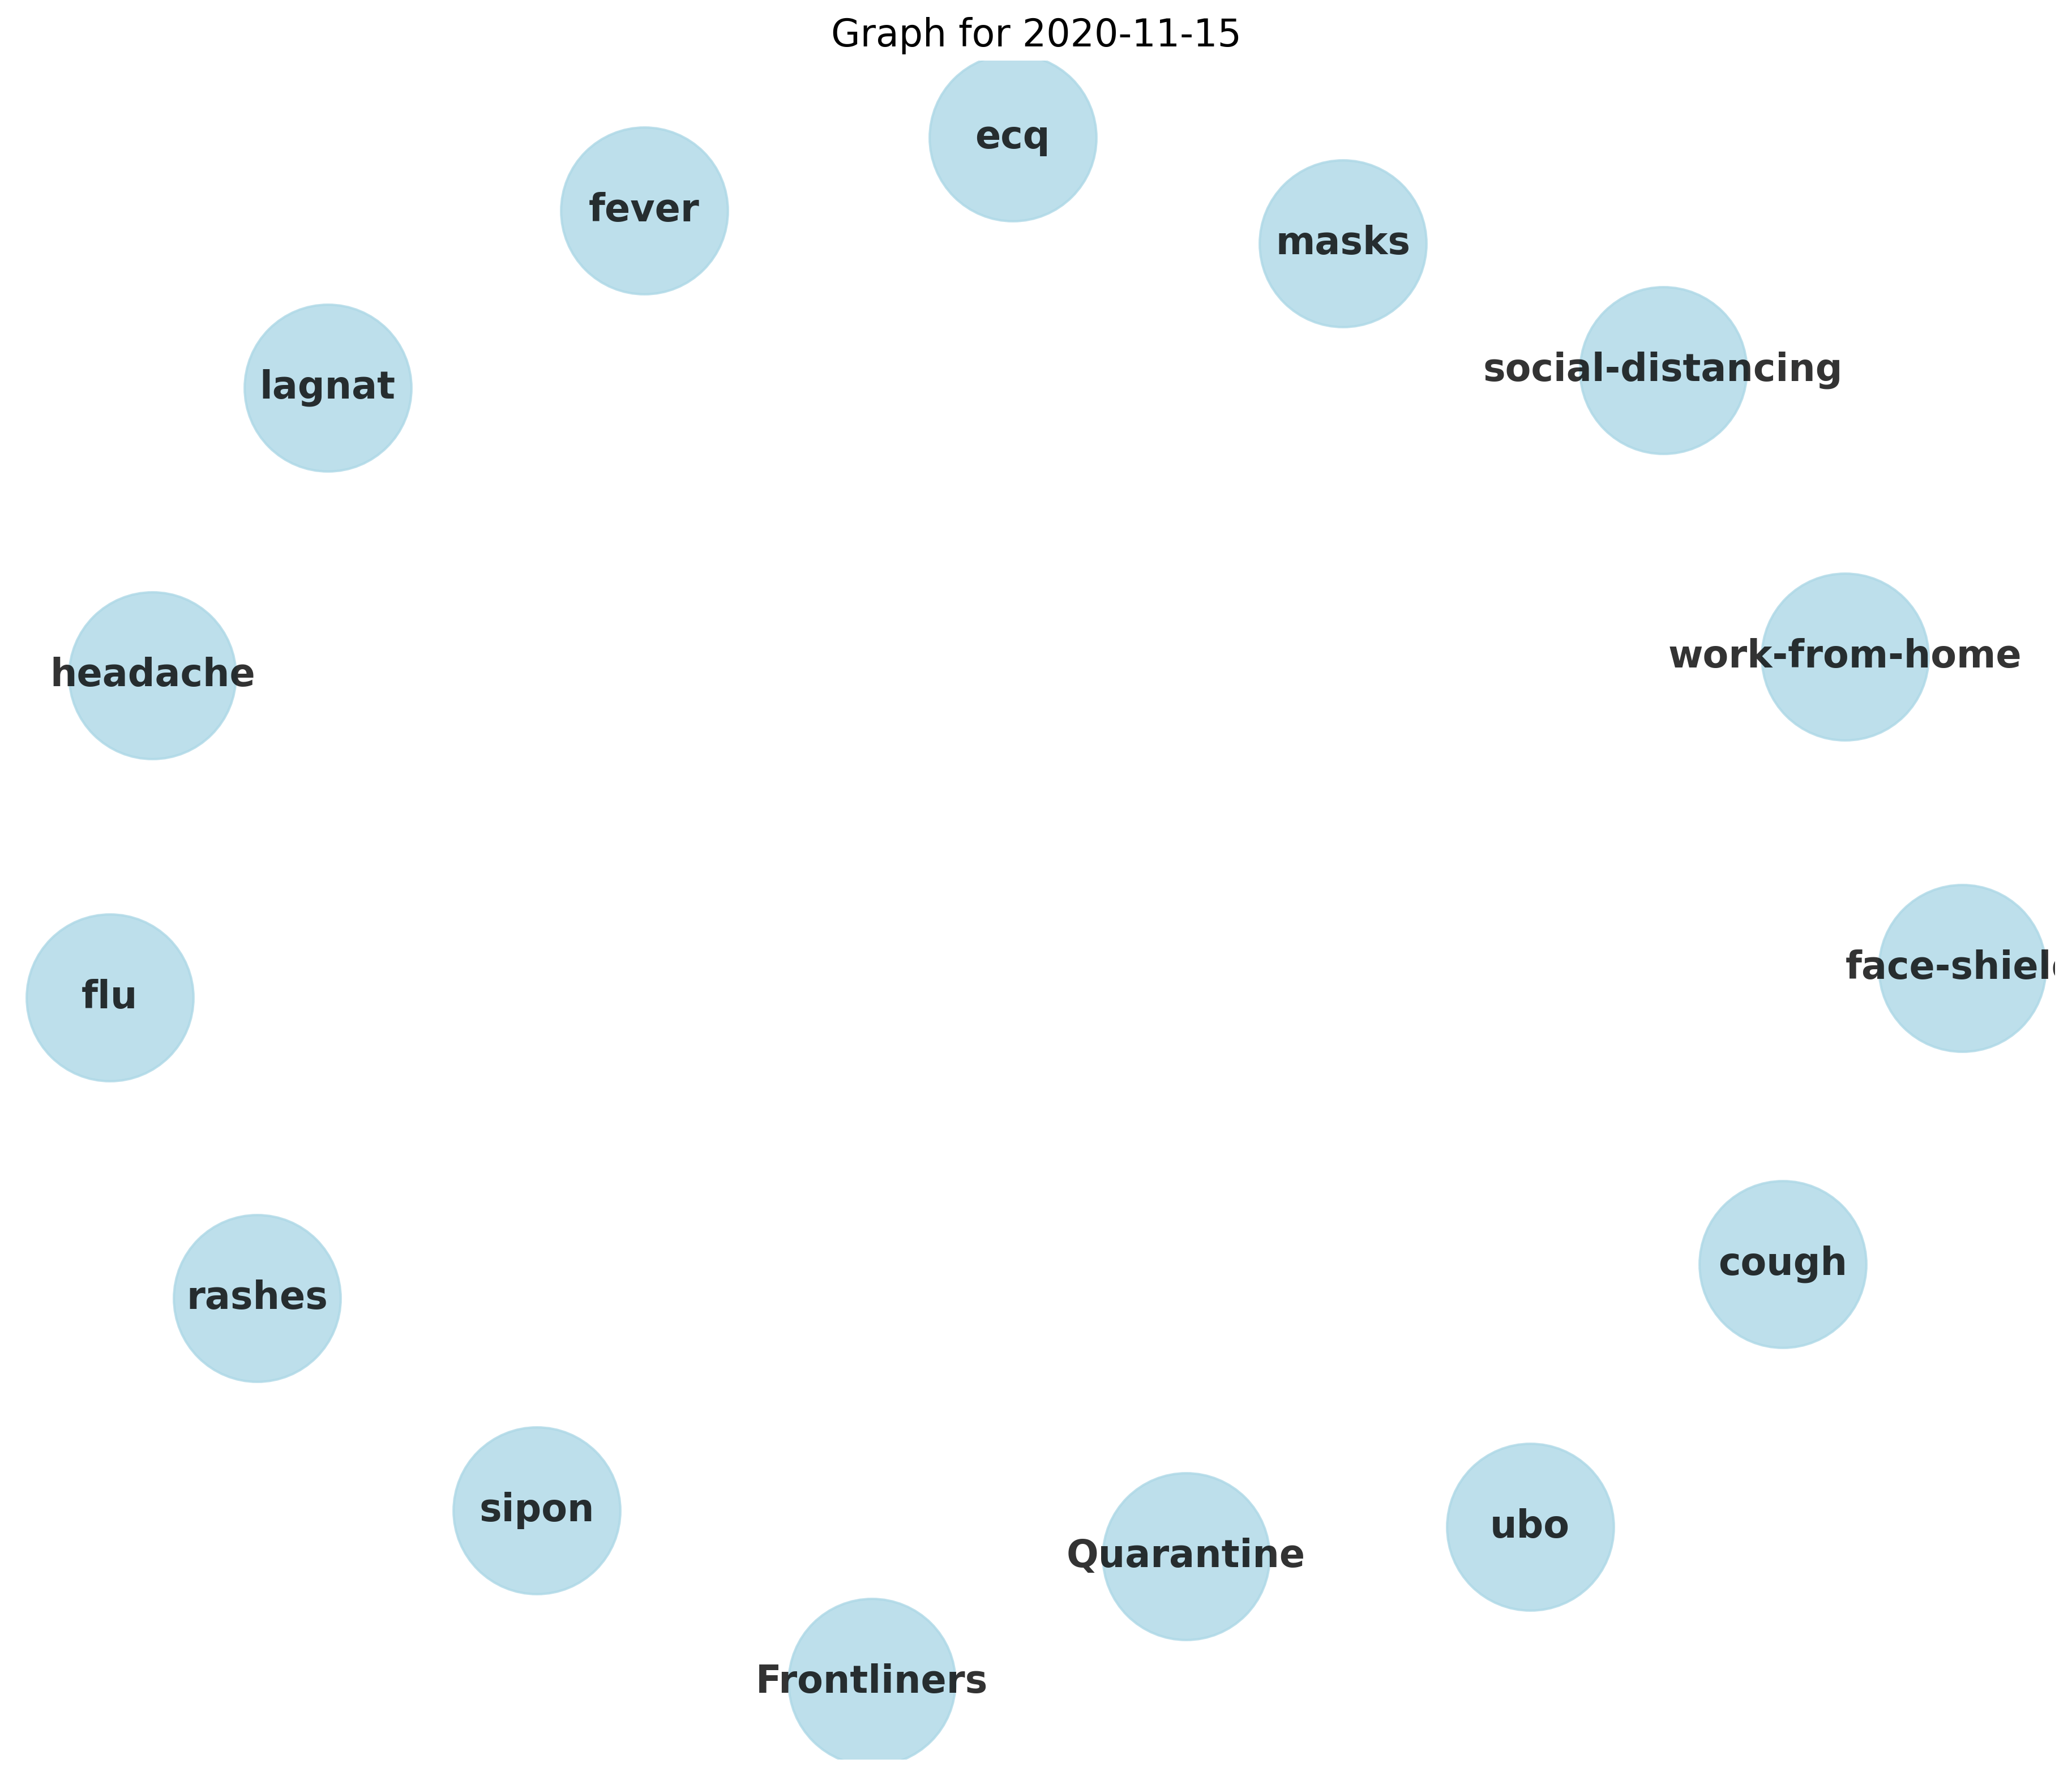 Graph for 2020-11-15
ecq
fever
masks
social-distancing
lagnat
work-from-home
headache
face-shiel
flu
cough
rashes
sipon
ubo
Quarantine
Frontliners